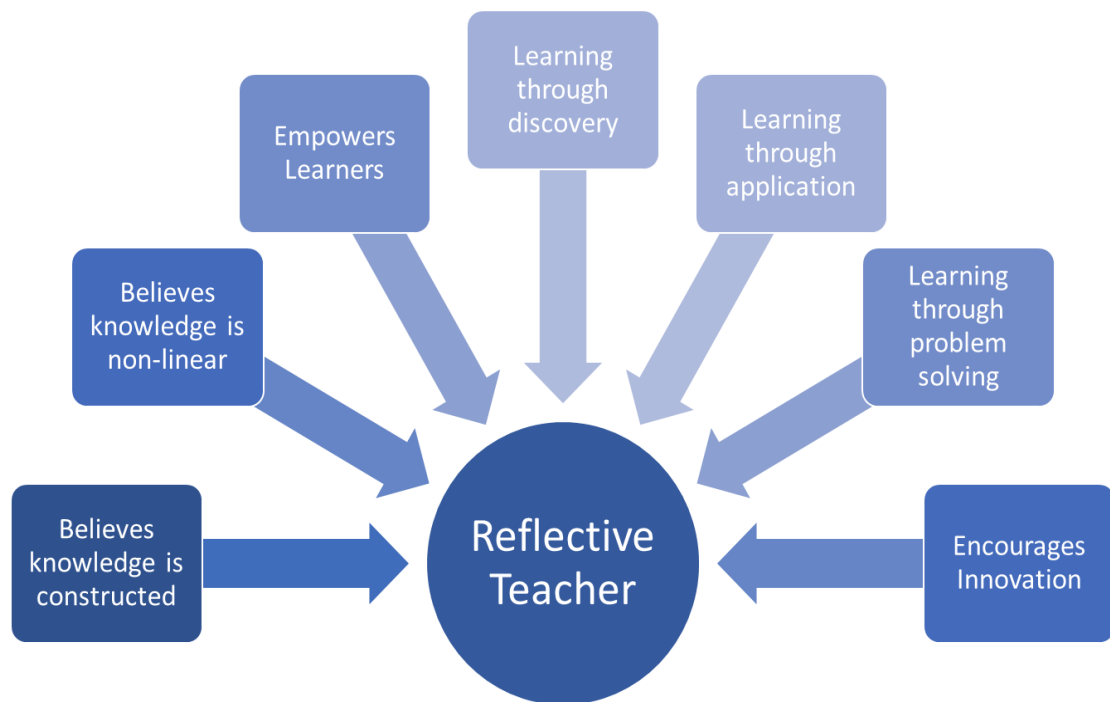 Learning
through
discovery
Empowers
Learners
Learning
through
application
Believes
knowledge is
non-linear
Learning
through
problem
solving
Believes
knowledge is
constructed
Reflective
Teacher
Encourages
Innovation